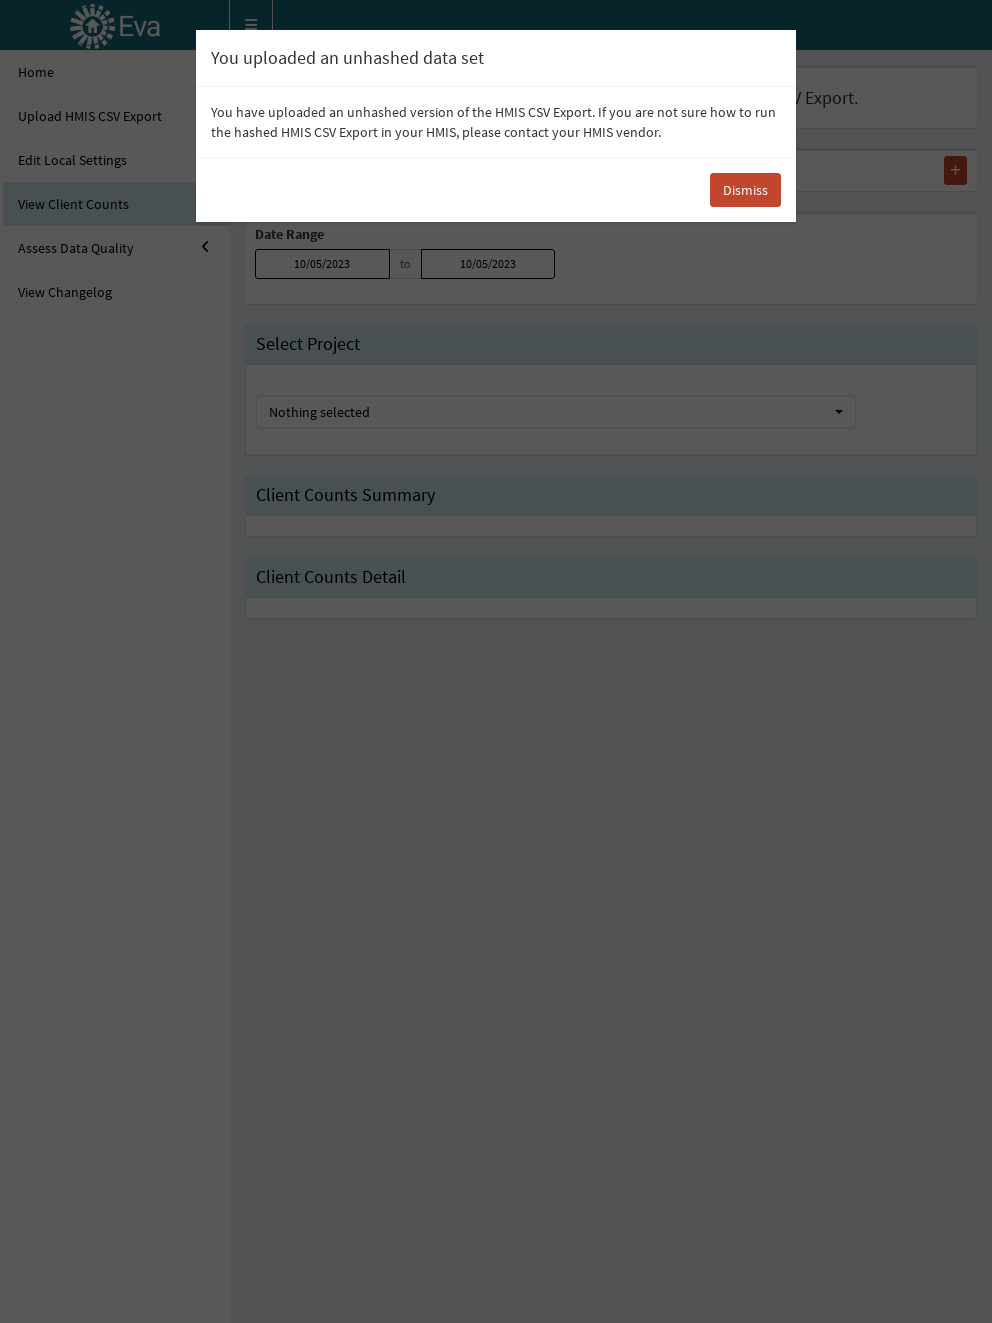 Eva
You uploaded an unhashed data set
You have uploaded an unhashed version of the HMIS CSV Export. If you are not sure how to run
the hashed HMIS CSV Export in your HMIS, please contact your HMIS vendor.
Dismiss
Home
Upload HMIS CSV Export
Edit Local Settings
View Client Counts
Assess Data Quality
View Changelog
Export.
+
Date Range
10/05/2023 to 10/05/2023
Select Project
Nothing selected
Client Counts Summary
Client Counts Detail